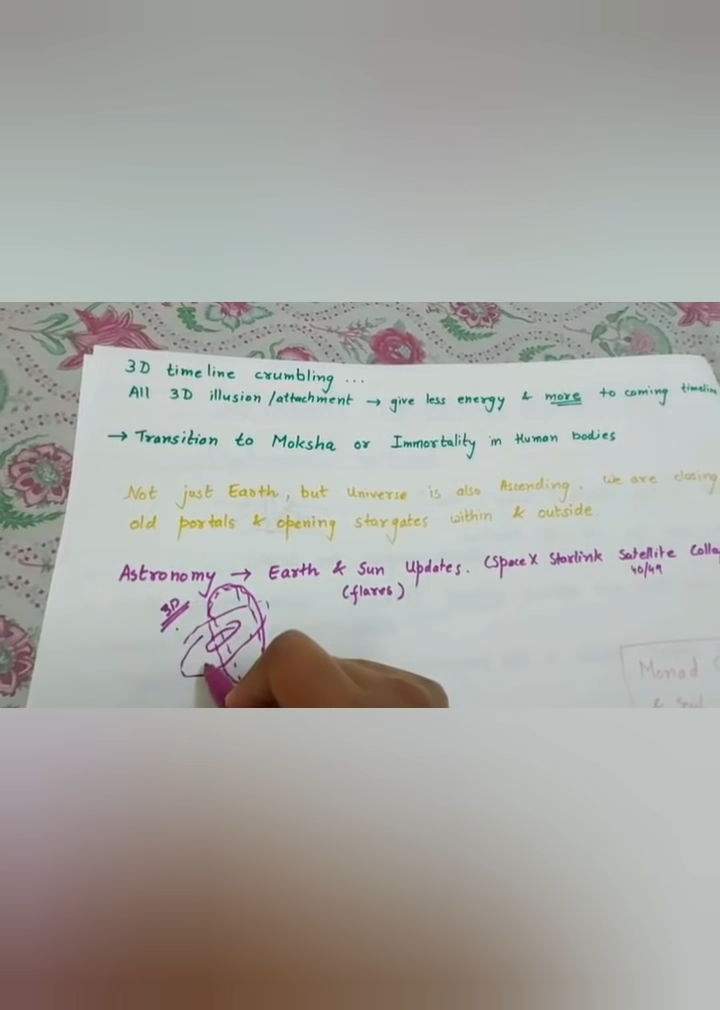 3D timeline crumbling ...
All 3D illusion/attachment → give less energy & more to coming timeline
→ Transition to Moksha or Immortality in Human bodies
Not just Earth, but Universe is also Ascending. We are closing
old portals & opening stargates within & outside.
Astronomy → Earth & Sun Updates. (SpaceX Starlink Satellite Colla
(flares) 40/49
3D
Monad